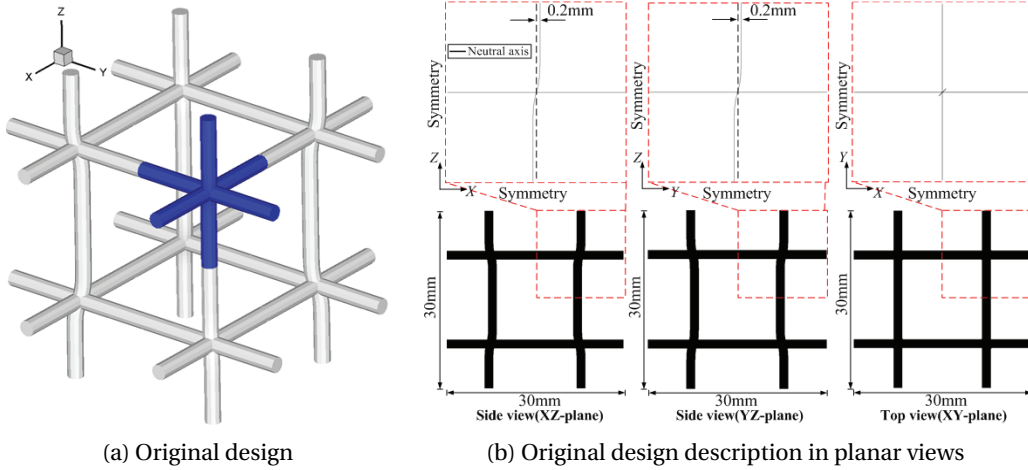 Z
X
Y
0.2mm
0.2mm
Neutral axis
Symmetry
Symmetry
Symmetry
Z
X
Z
Y
Y
X
Symmetry
Symmetry
Symmetry
30mm
30mm
30mm
30mm
30mm
30mm
Side view(XZ-plane)
Side view(YZ-plane)
Top view(XY-plane)
(a) Original design
(b) Original design description in planar views